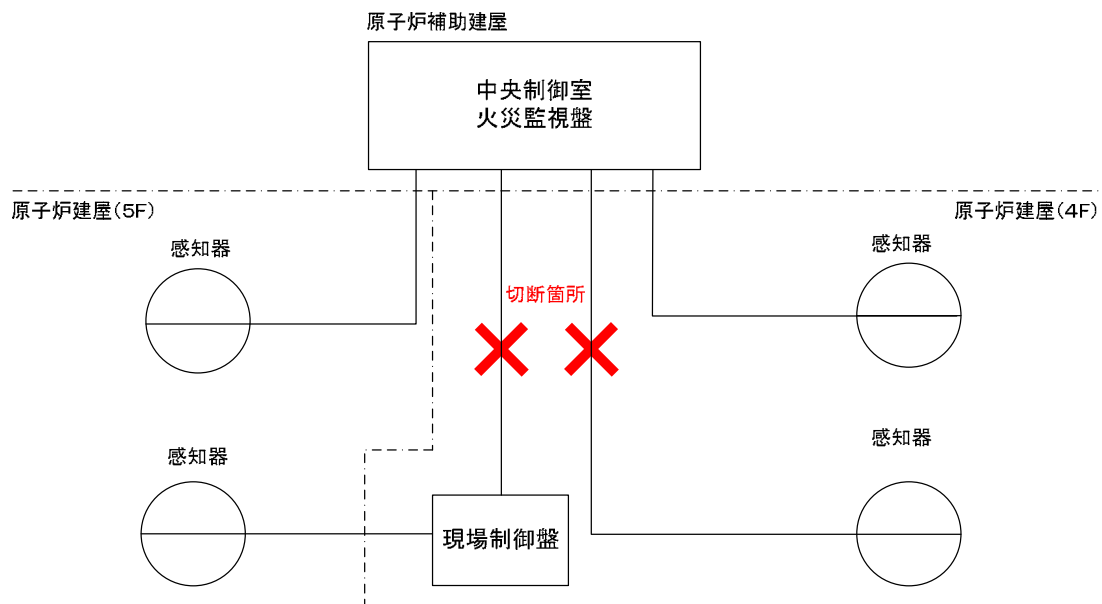 原子炉補助建屋
中央制御室
火災監視盤
原子炉建屋(5F)
原子炉建屋(4F)
感知器
感知器
切断箇所
感知器
感知器
現場制御盤